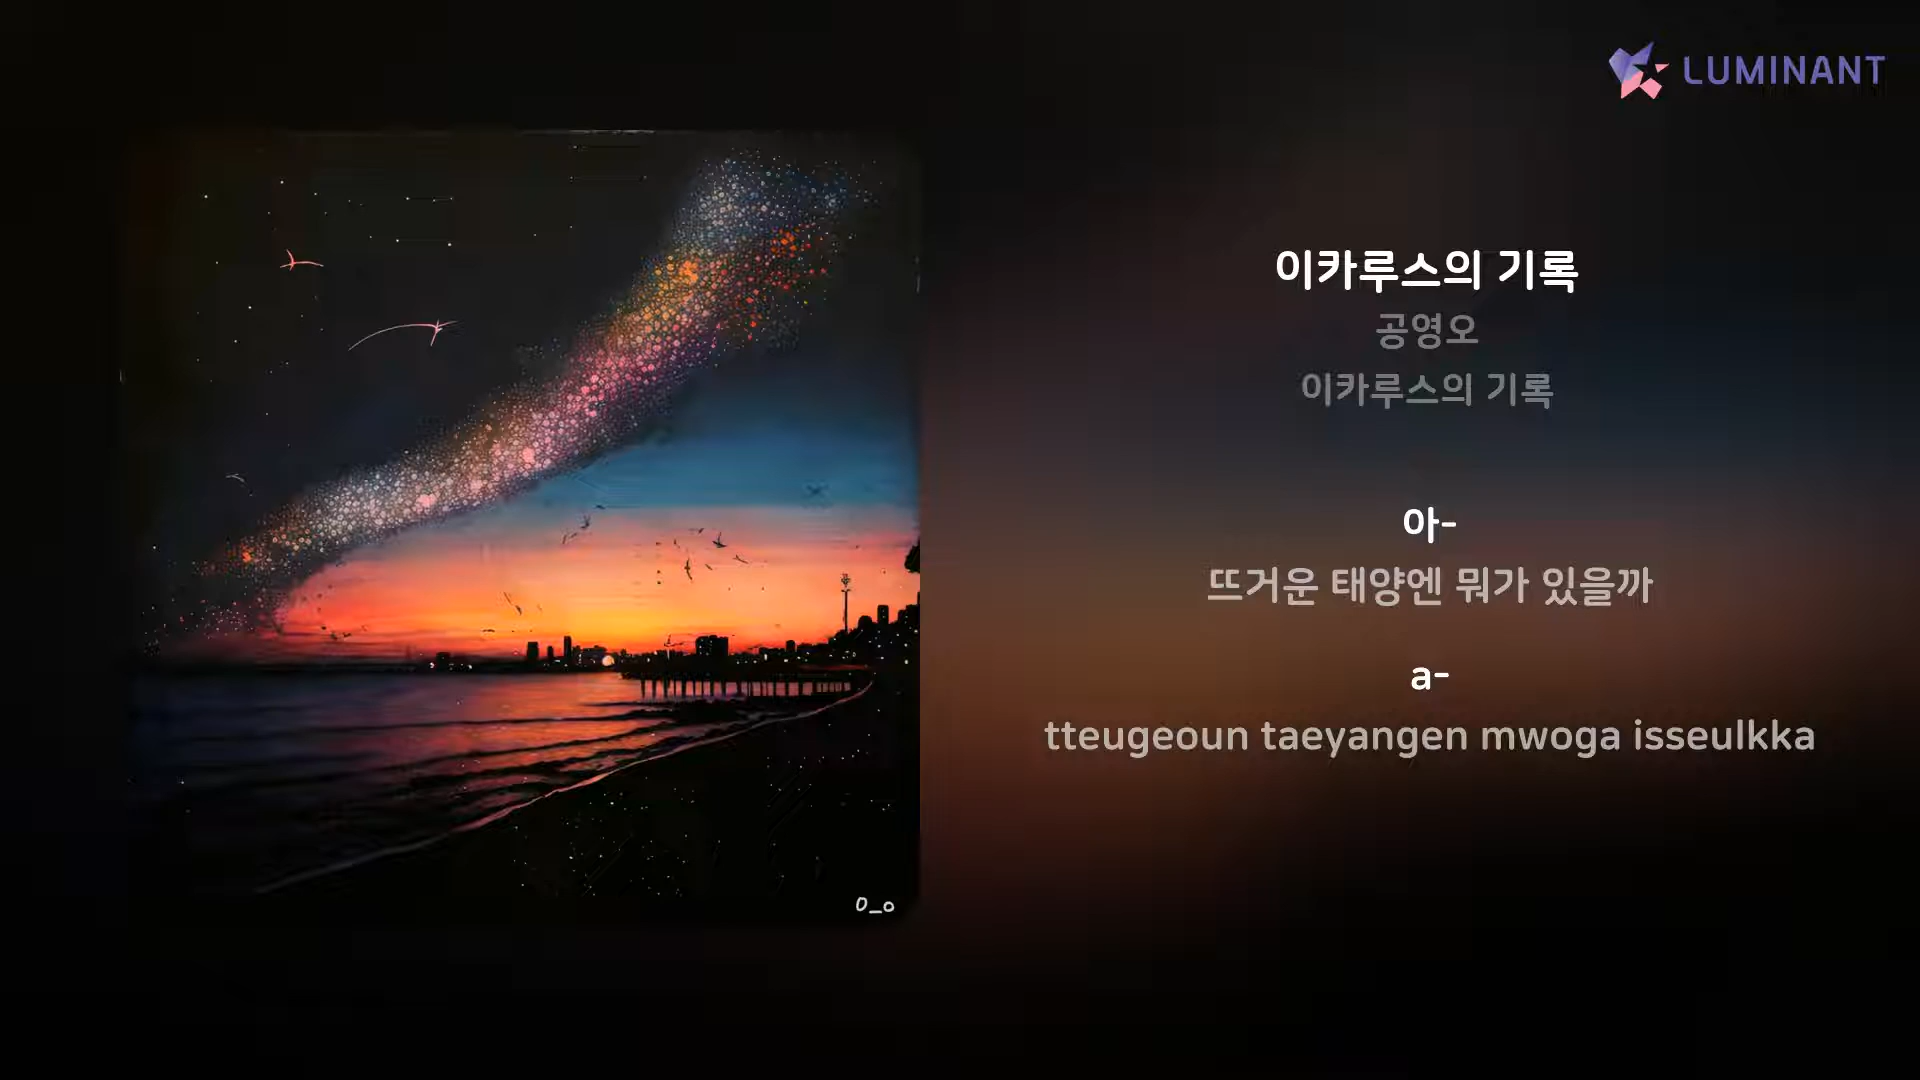 LUMINANT
이카루스의 기록
공영오
이카루스의 기록
아-
뜨거운 태양엔 뭐가 있을까
a-
tteugeoun taeyangen mwoga isseulkka
0_o